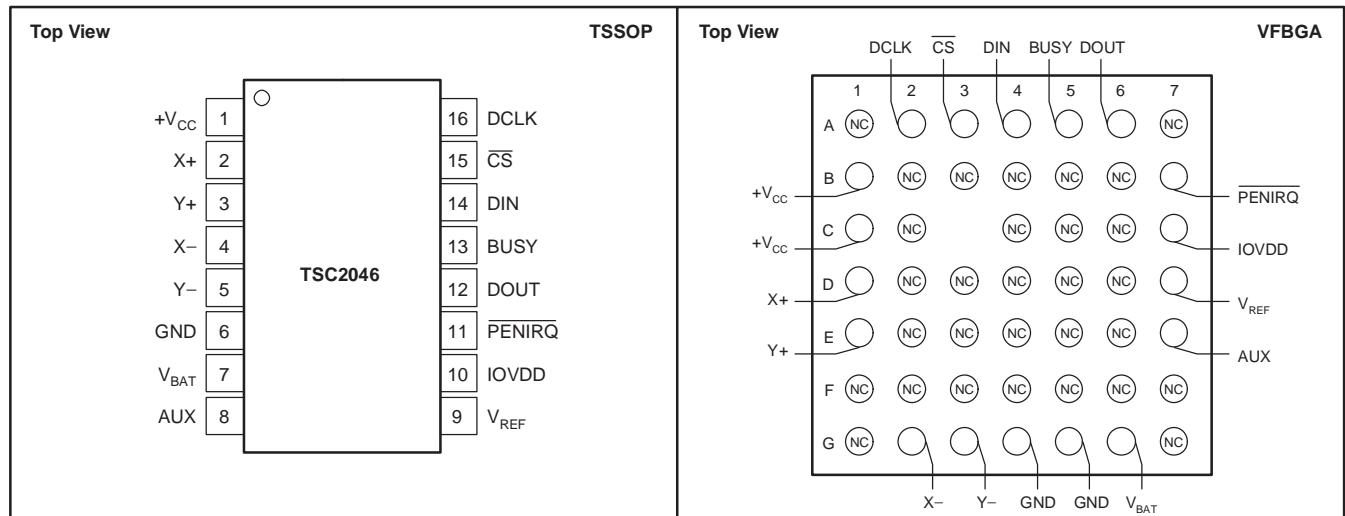 Top View TSSOP
+VCC 1 16 DCLK
X+ 2 15 CS
Y+ 3 14 DIN
X− 4 13 BUSY
TSC2046
Y− 5 12 DOUT
GND 6 11 PENIRQ
VBAT 7 10 IOVDD
AUX 8 9 VREF
Top View VFBGA
DCLK CS DIN BUSY DOUT
1 2 3 4 5 6 7
A NC NC
B NC NC NC NC NC
+VCC PENIRQ
C NC NC NC NC
+VCC IOVDD
D NC NC NC NC NC
X+ VREF
E NC NC NC NC NC
Y+ AUX
F NC NC NC NC NC NC NC
G NC NC
X− Y− GND GND VBAT